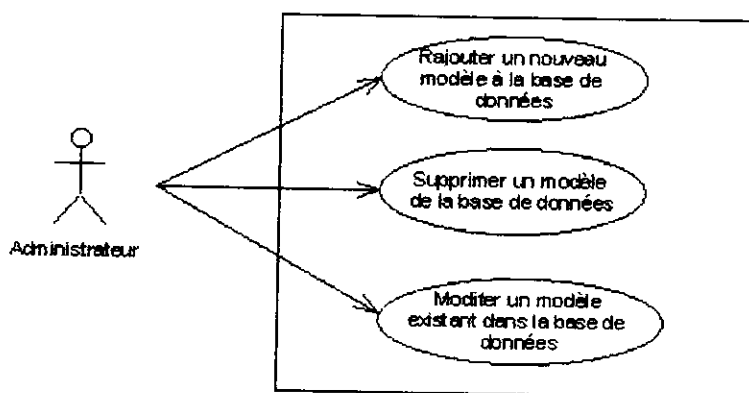 Rajouter un nouveau
modèle à la base de
données
Supprimer un modèle
de la base de données
Administrateur
Moditer un modèle
existant dans la base de
données